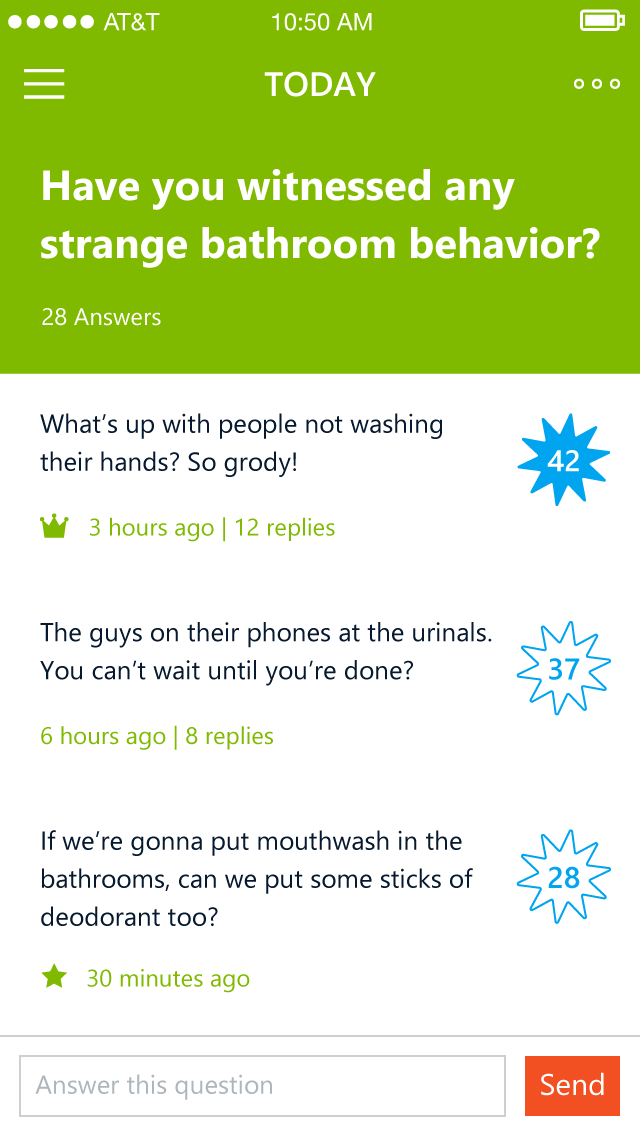 AT&T 10:50 AM
TODAY
Have you witnessed any
strange bathroom behavior?
28 Answers
What’s up with people not washing
their hands? So grody!
42
3 hours ago | 12 replies
The guys on their phones at the urinals.
You can’t wait until you’re done?
37
6 hours ago | 8 replies
If we’re gonna put mouthwash in the
bathrooms, can we put some sticks of
deodorant too?
28
30 minutes ago
Answer this question
Send